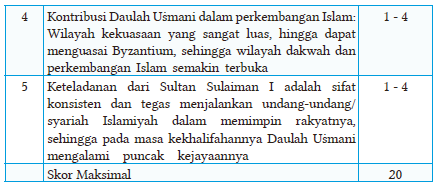 4 Kontribusi Daulah Uṡmani dalam perkembangan Islam: 1 - 4
Wilayah kekuasaan yang sangat luas, hingga dapat
menguasai Byzantium, sehingga wilayah dakwah dan
perkembangan Islam semakin terbuka
5 Keteladanan dari Sultan Sulaiman I adalah sifat 1 - 4
konsisten dan tegas menjalankan undang-undang/
syariah Islamiyah dalam memimpin rakyatnya,
sehingga pada masa kekhalifahannya Daulah Uṡmani
mengalami puncak kejayaannya
Skor Maksimal 20